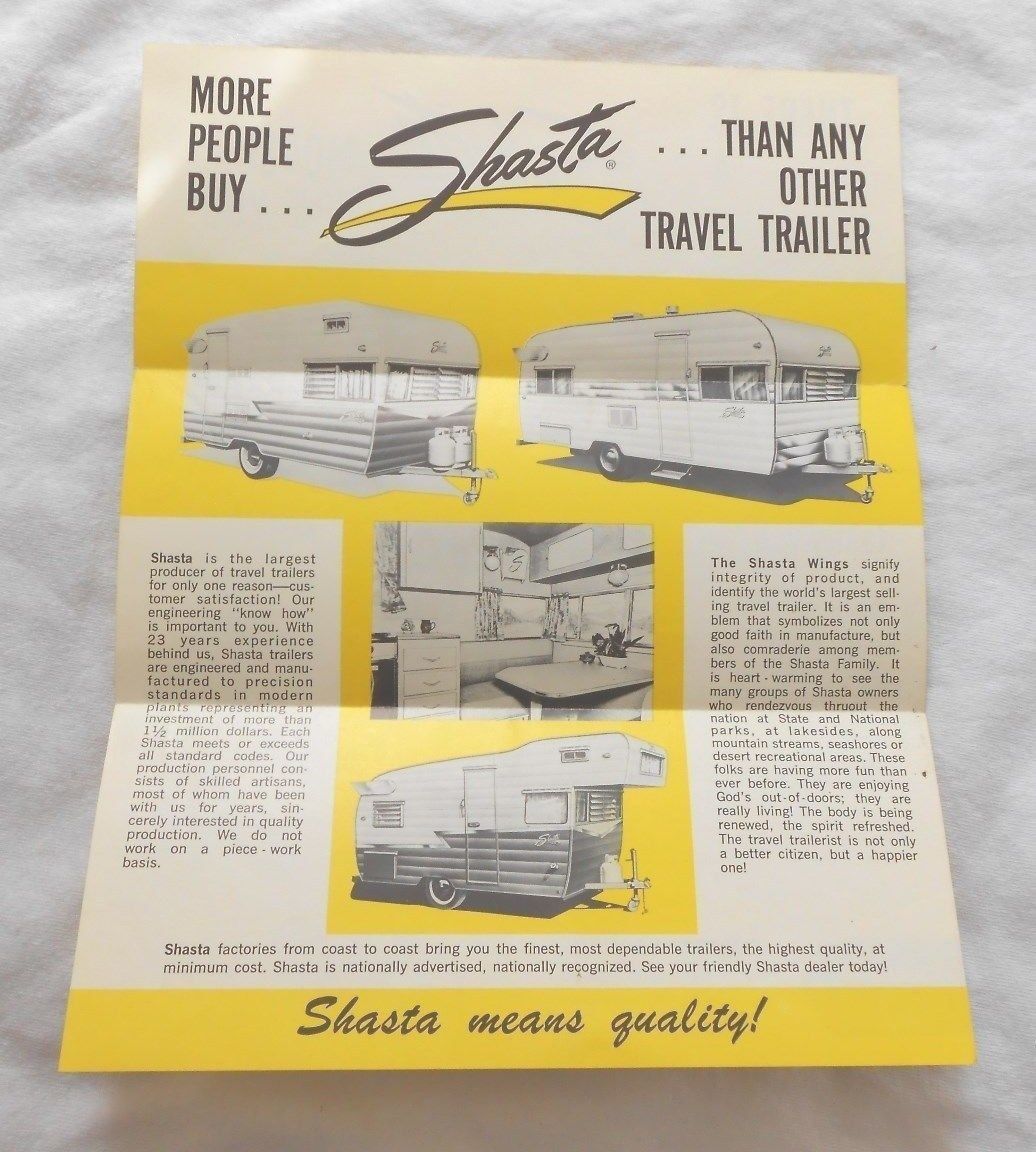 MORE
PEOPLE
BUY . . .
Shasta®
. . . THAN ANY
OTHER
TRAVEL TRAILER
Shasta is the largest
producer of travel trailers
for only one reason—cus-
tomer satisfaction! Our
engineering "know how"
is important to you. With
23 years experience
behind us, Shasta trailers
are engineered and manu-
factured to precision
standards in modern
plants representing an
investment of more than
1½ million dollars. Each
Shasta meets or exceeds
all standard codes. Our
production personnel con-
sists of skilled artisans,
most of whom have been
with us for years, sin-
cerely interested in quality
production. We do not
work on a piece-work
basis.
The Shasta Wings signify
integrity of product, and
identify the world's largest sell-
ing travel trailer. It is an em-
blem that symbolizes not only
good faith in manufacture, but
also comraderie among mem-
bers of the Shasta Family. It
is heart-warming to see the
many groups of Shasta owners
who rendezvous thruout the
nation at State and National
parks, at lakesides, along
mountain streams, seashores or
desert recreational areas. These
folks are having more fun than
ever before. They are enjoying
God's out-of-doors; they are
really living! The body is being
renewed, the spirit refreshed.
The travel trailerist is not only
a better citizen, but a happier
one!
Shasta factories from coast to coast bring you the finest, most dependable trailers, the highest quality, at
minimum cost. Shasta is nationally advertised, nationally recognized. See your friendly Shasta dealer today!
Shasta means quality!